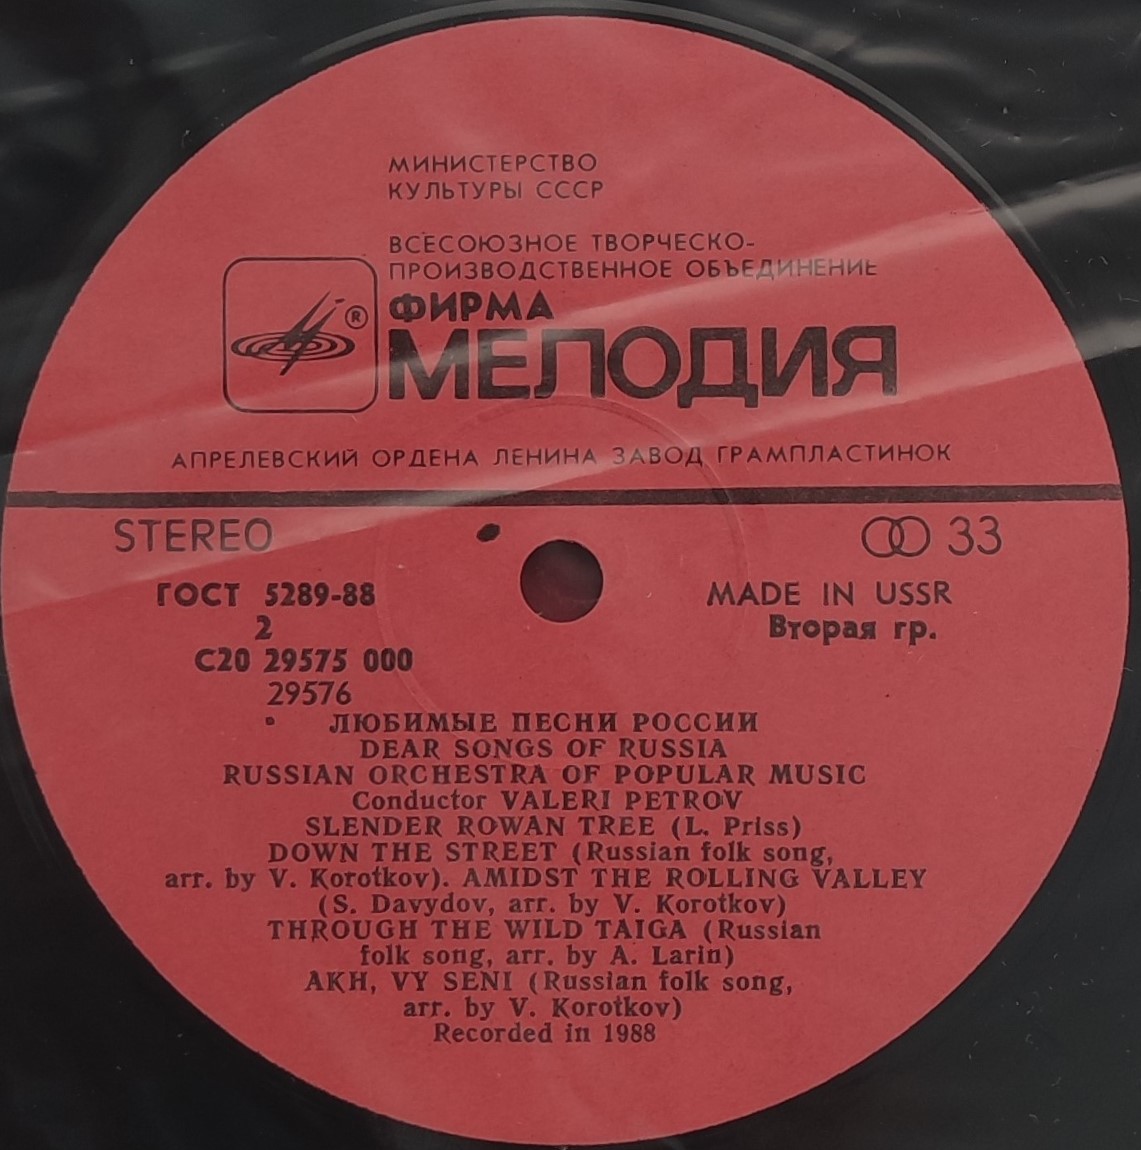 МИНИСТЕРСТВО
КУЛЬТУРЫ СССР
ВСЕСОЮЗНОЕ ТВОРЧЕСКО-
ПРОИЗВОДСТВЕННОЕ ОБЪЕДИНЕНИЕ
ФИРМА
®
МЕЛОДИЯ
АПРЕЛЕВСКИЙ ОРДЕНА ЛЕНИНА ЗАВОД ГРАМПЛАСТИНОК
STEREO
33
ГОСТ 5289-88
MADE IN USSR
2
Вторая гр.
С20 29575 000
29576
ЛЮБИМЫЕ ПЕСНИ РОССИИ
DEAR SONGS OF RUSSIA
RUSSIAN ORCHESTRA OF POPULAR MUSIC
Conductor VALERI PETROV
SLENDER ROWAN TREE (L. Priss)
DOWN THE STREET (Russian folk song,
arr. by V. Korotkov). AMIDST THE ROLLING VALLEY
(S. Davydov, arr. by V. Korotkov)
THROUGH THE WILD TAIGA (Russian
folk song, arr. by A. Larin)
AKH, VY SENI (Russian folk song,
arr. by V. Korotkov)
Recorded in 1988